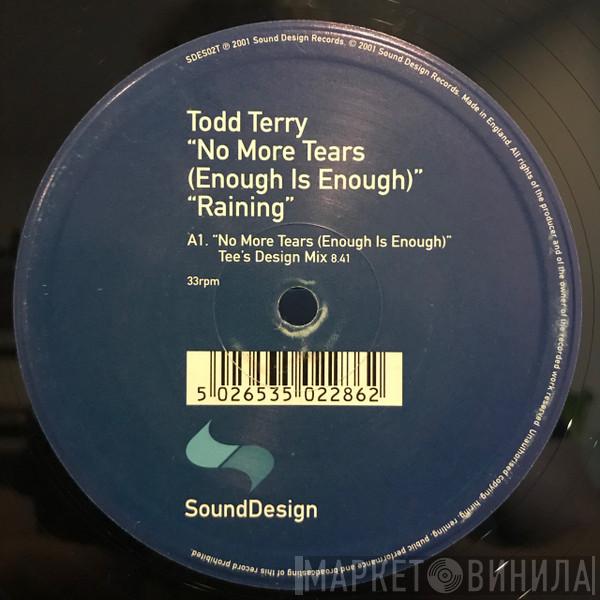 SDES02T ℗ 2001 Sound Design Records. © 2001 Sound Design Records. Made in England. All rights of the producer, and of the owner of the recorded work reserved. Unauthorised copying, hiring, renting, public performance and broadcasting of this record prohibited.
Todd Terry
“No More Tears
(Enough Is Enough)”
“Raining”
A1. “No More Tears (Enough Is Enough)”
Tee’s Design Mix 8.41
33rpm
5 026535 022862
SoundDesign
МАРКЕТ ВИНИЛА